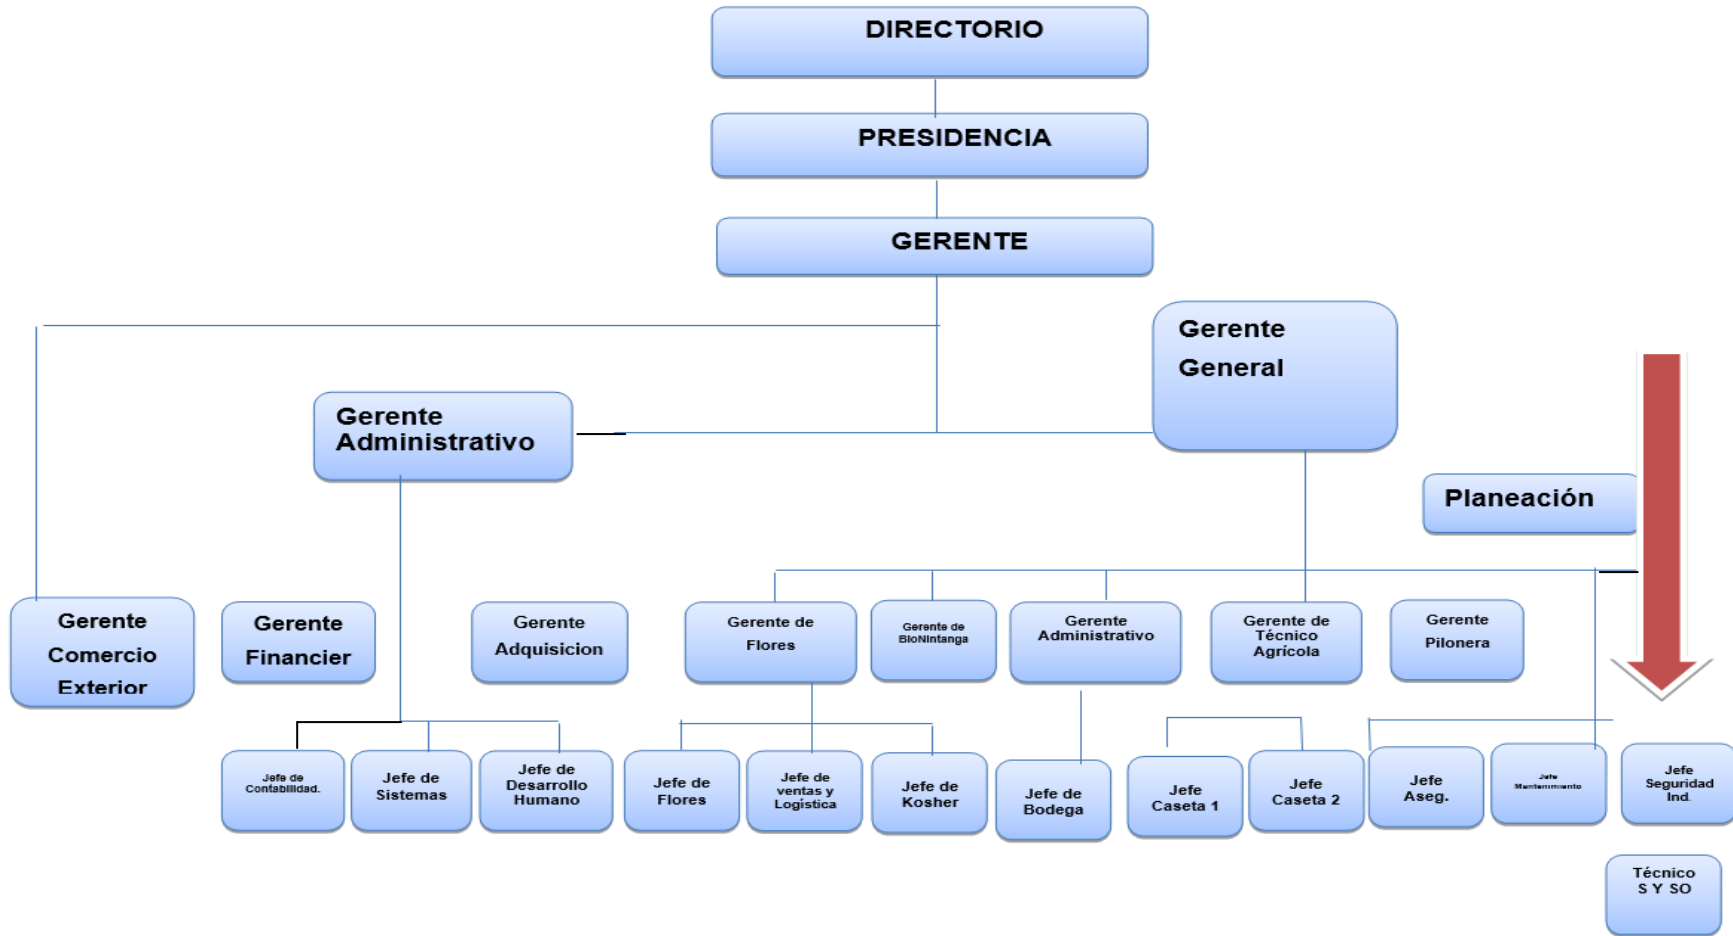 DIRECTORIO
PRESIDENCIA
GERENTE
Gerente
General
Gerente
Administrativo
Planeación
Gerente
Comercio
Exterior
Gerente
Financier
Gerente
Adquisicion
Gerente de
Flores
Gerente de
BioNintanga
Gerente
Administrativo
Gerente de
Técnico
Agrícola
Gerente
Pilonera
Jefe de
Contabilidad.
Jefe de
Sistemas
Jefe de
Desarrollo
Humano
Jefe de
Flores
Jefe de
ventas y
Logística
Jefe de
Kosher
Jefe de
Bodega
Jefe
Caseta 1
Jefe
Caseta 2
Jefe
Aseg.
Jefe
Mantenimiento
Jefe
Seguridad
Ind.
Técnico
S Y SO